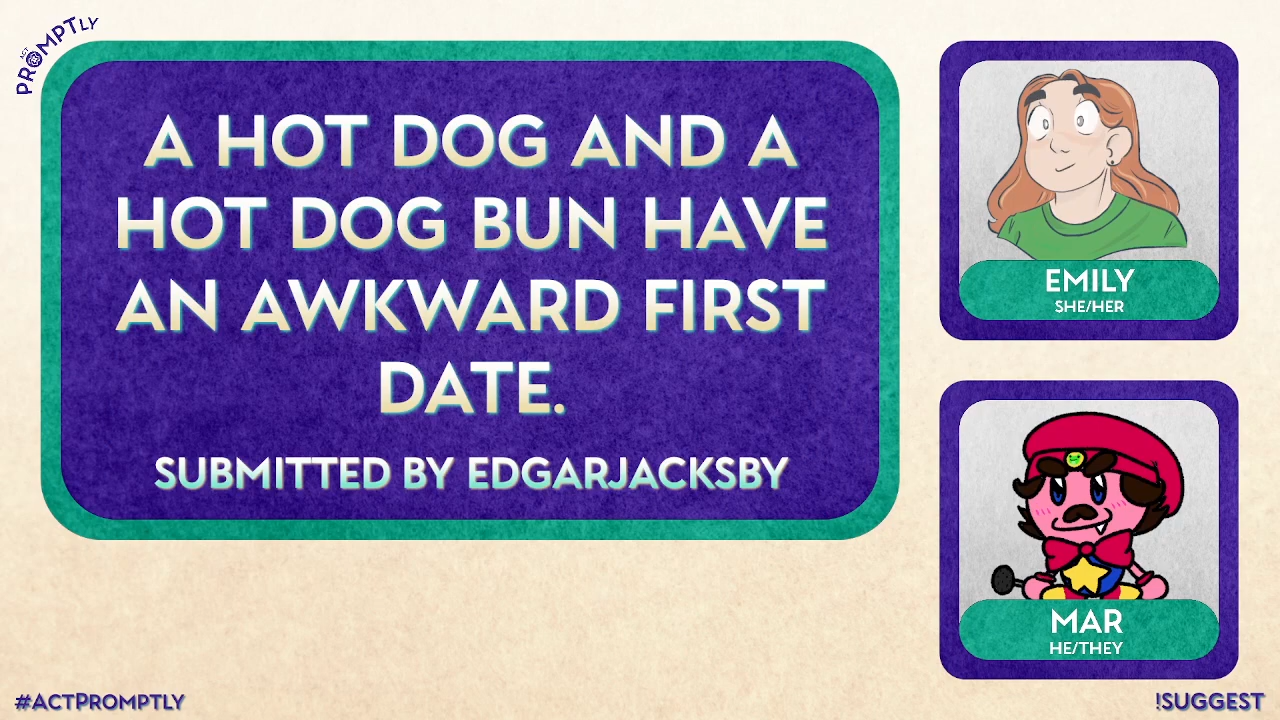 ACT
PROMPTLY
A HOT DOG AND A
HOT DOG BUN HAVE
AN AWKWARD FIRST
DATE.
SUBMITTED BY EDGARJACKSBY
EMILY
SHE/HER
MAR
HE/THEY
#ACTPROMPTLY
!SUGGEST